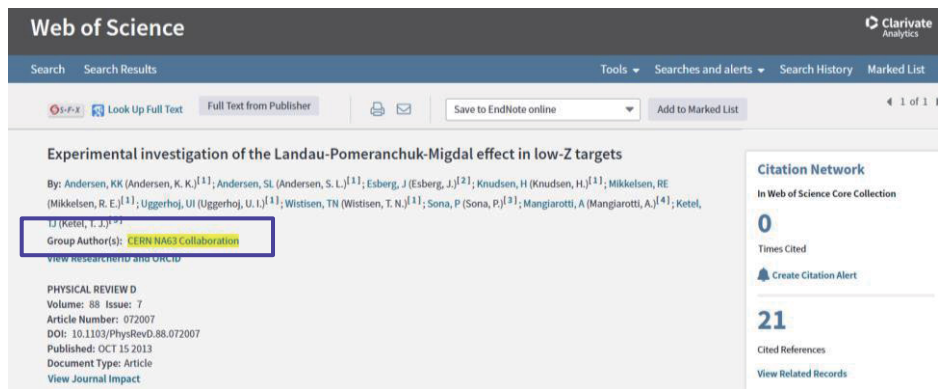 Web of Science
Clarivate
Analytics
Search Search Results
Tools Searches and alerts Search History Marked List
S-F-X Look Up Full Text Full Text from Publisher Save to EndNote online Add to Marked List 1 of 1
Experimental investigation of the Landau-Pomeranchuk-Migdal effect in low-Z targets
By: Andersen, KK (Andersen, K. K.)[1]; Andersen, SL (Andersen, S. L.)[1]; Esberg, J (Esberg, J.)[2]; Knudsen, H (Knudsen, H.)[1]; Mikkelsen, RE
(Mikkelsen, R. E.)[1]; Uggerhoj, UI (Uggerhoj, U. I.)[1]; Wistisen, TN (Wistisen, T. N.)[1]; Sona, P (Sona, P.)[3]; Mangiarotti, A (Mangiarotti, A.)[4]; Ketel,
TJ (Ketel, T. J.)
Group Author(s): CERN NA63 Collaboration
View ResearcherID and ORCID
PHYSICAL REVIEW D
Volume: 88 Issue: 7
Article Number: 072007
DOI: 10.1103/PhysRevD.88.072007
Published: OCT 15 2013
Document Type: Article
View Journal Impact
Citation Network
In Web of Science Core Collection
0
Times Cited
Create Citation Alert
21
Cited References
View Related Records